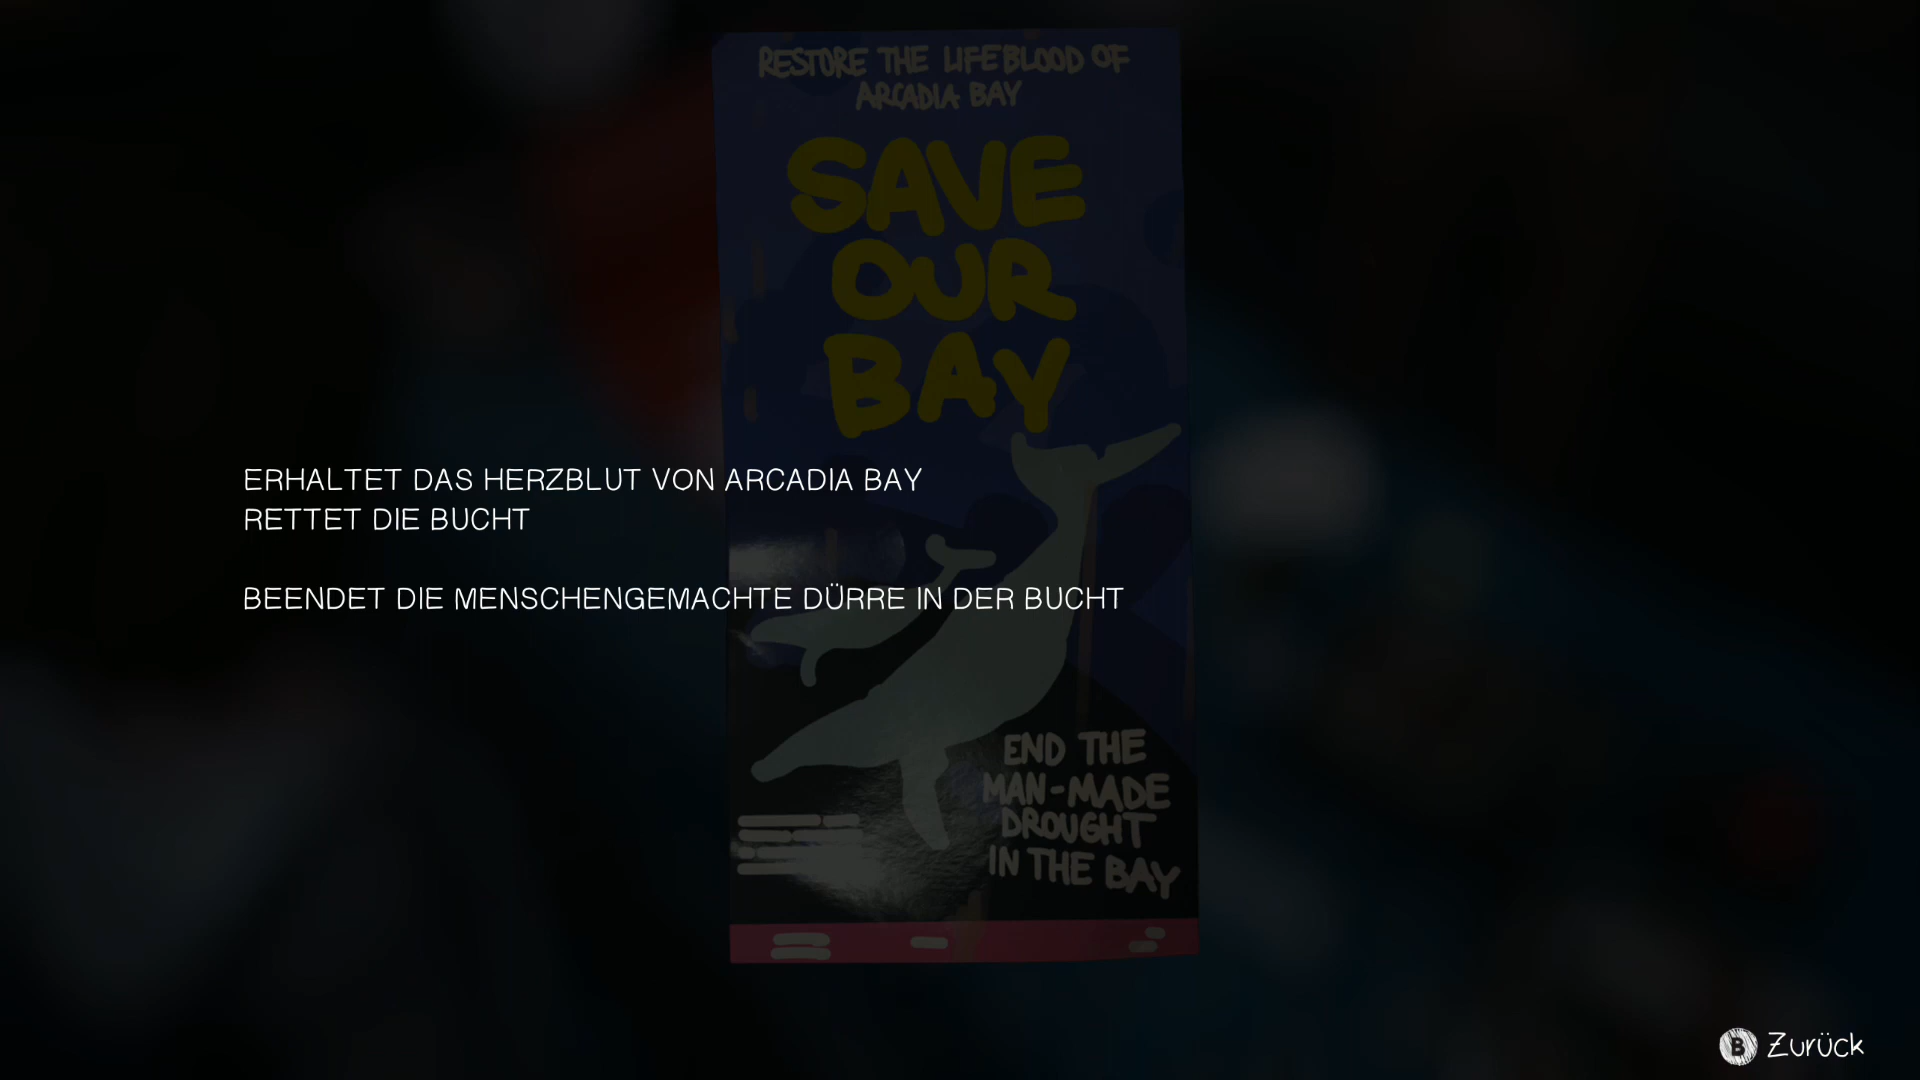 RESTORE THE LIFEBLOOD OF
ARCADIA BAY
SAVE
OUR
BAY
ERHALTET DAS HERZBLUT VON ARCADIA BAY
RETTET DIE BUCHT
BEENDET DIE MENSCHENGEMACHTE DÜRRE IN DER BUCHT
END THE
MAN-MADE
DROUGHT
IN THE BAY
B Zurück